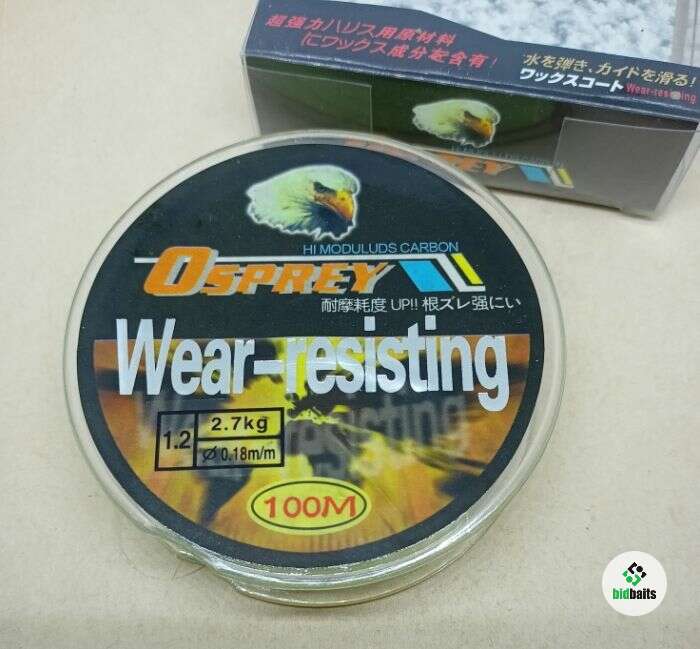 超強力ハリス用原材料
にワックス成分を含有!
水を弾き、ガイドを滑る!
ワックスコート Wear-resisting
HI MODULUDS CARBON
OSPREY
耐摩耗度 UP!! 根ズレ強にい
Wear-resisting
1.2
2.7kg
Ø 0.18m/m
100M
bidbaits